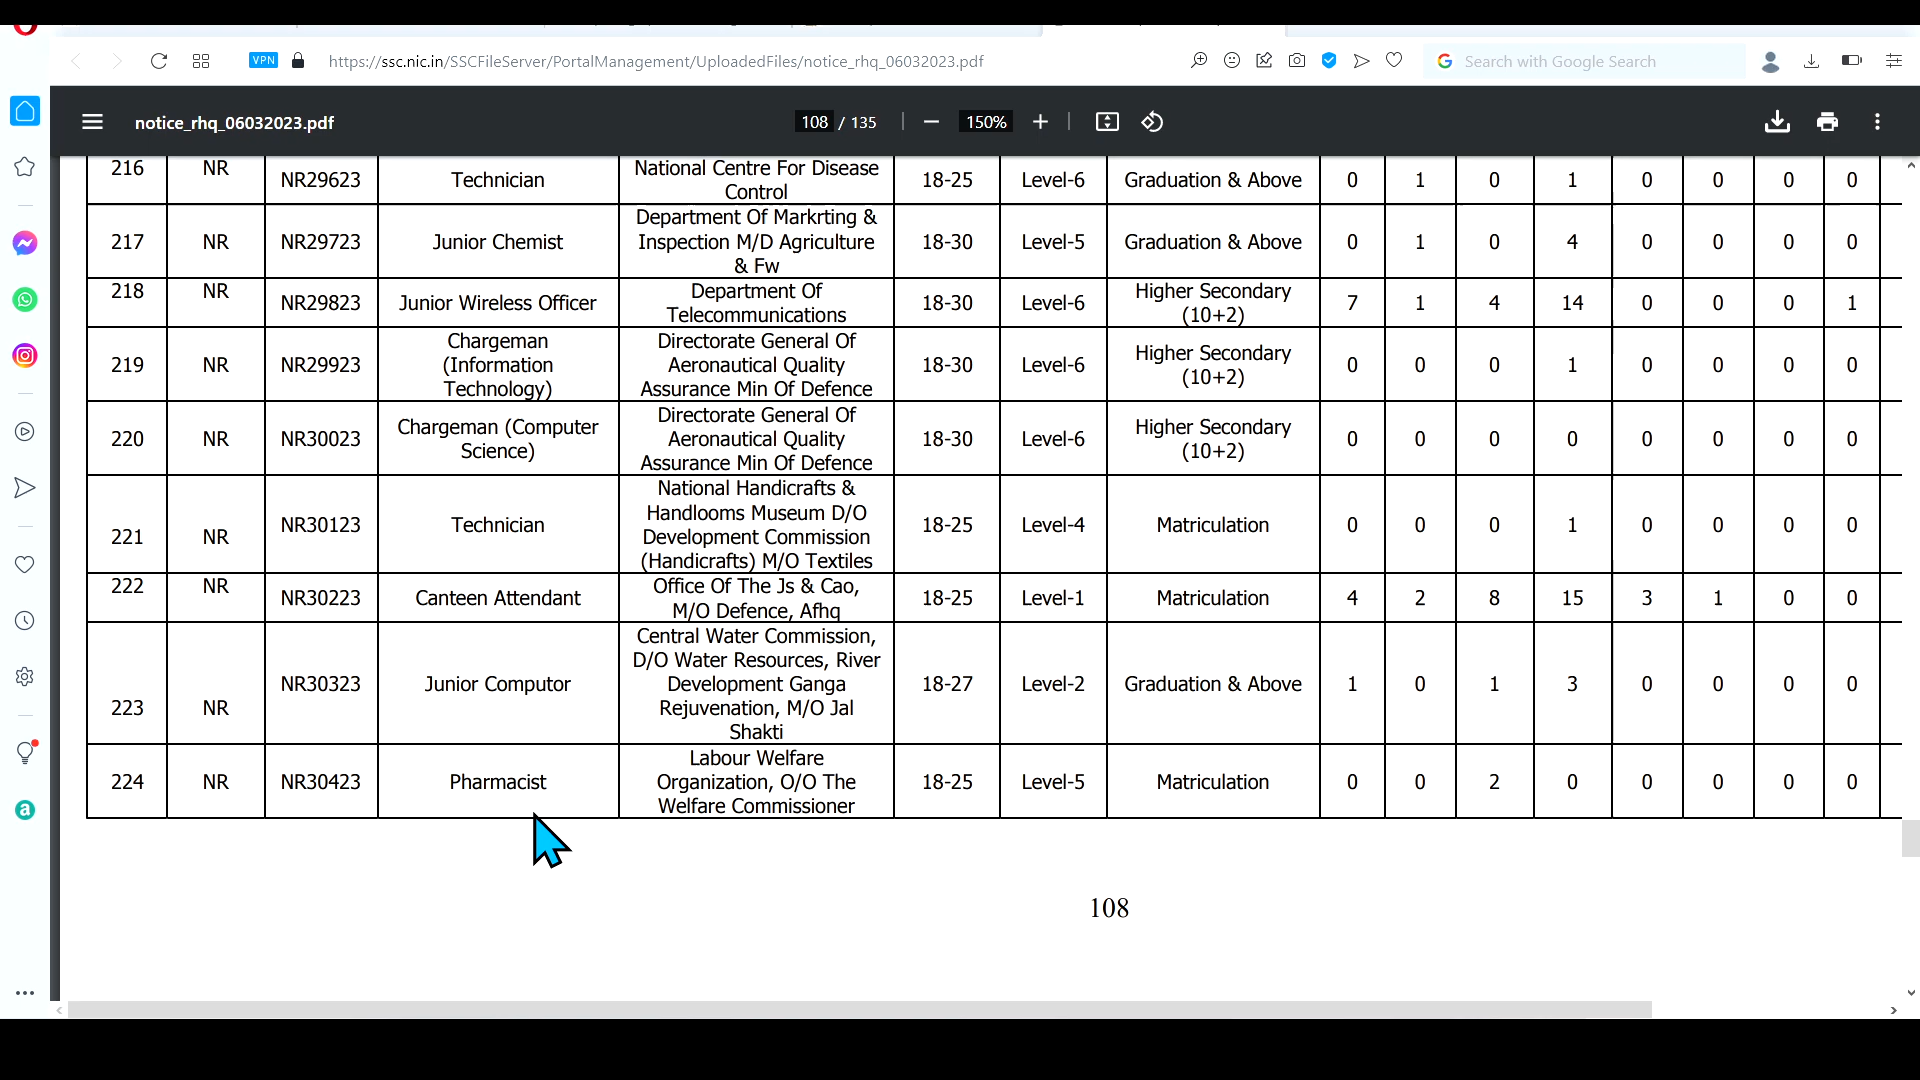 VPN https://ssc.nic.in/SSCFileServer/PortalManagement/UploadedFiles/notice_rhq_06032023.pdf Search with Google Search
notice_rhq_06032023.pdf 108 / 135 150%
216 NR NR29623 Technician National Centre For Disease Control 18-25 Level-6 Graduation & Above 0 1 0 1 0 0 0 0
217 NR NR29723 Junior Chemist Department Of Markrting & Inspection M/D Agriculture & Fw 18-30 Level-5 Graduation & Above 0 1 0 4 0 0 0 0
218 NR NR29823 Junior Wireless Officer Department Of Telecommunications 18-30 Level-6 Higher Secondary (10+2) 7 1 4 14 0 0 0 1
219 NR NR29923 Chargeman (Information Technology) Directorate General Of Aeronautical Quality Assurance Min Of Defence 18-30 Level-6 Higher Secondary (10+2) 0 0 0 1 0 0 0 0
220 NR NR30023 Chargeman (Computer Science) Directorate General Of Aeronautical Quality Assurance Min Of Defence 18-30 Level-6 Higher Secondary (10+2) 0 0 0 0 0 0 0 0
221 NR NR30123 Technician National Handicrafts & Handlooms Museum D/O Development Commission (Handicrafts) M/O Textiles 18-25 Level-4 Matriculation 0 0 0 1 0 0 0 0
222 NR NR30223 Canteen Attendant Office Of The Js & Cao, M/O Defence, Afhq 18-25 Level-1 Matriculation 4 2 8 15 3 1 0 0
223 NR NR30323 Junior Computor Central Water Commission, D/O Water Resources, River Development Ganga Rejuvenation, M/O Jal Shakti 18-27 Level-2 Graduation & Above 1 0 1 3 0 0 0 0
224 NR NR30423 Pharmacist Labour Welfare Organization, O/O The Welfare Commissioner 18-25 Level-5 Matriculation 0 0 2 0 0 0 0 0
108